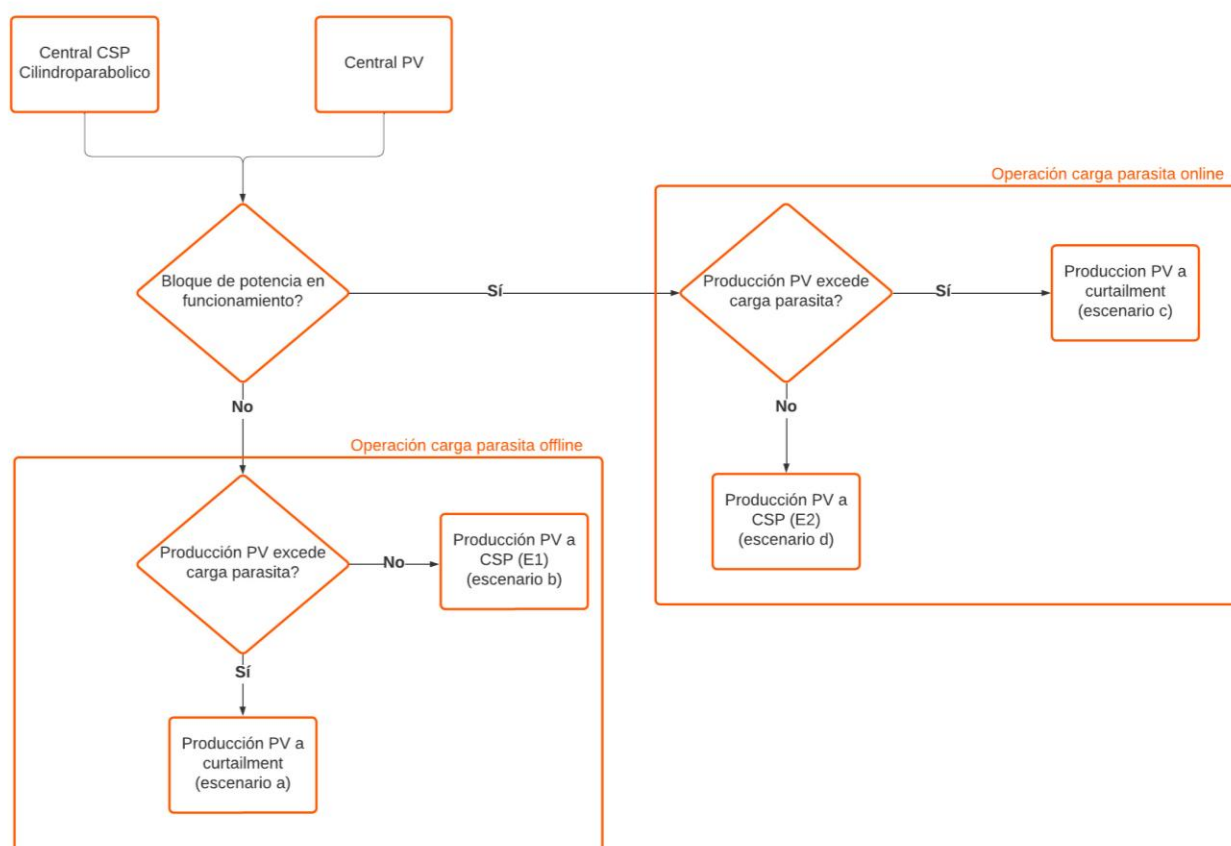 Central CSP
Cilindroparabolico
Central PV
Operación carga parasita online
Bloque de potencia en
funcionamiento?
Sí
Producción PV excede
carga parasita?
Sí
Produccion PV a
curtailment
(escenario c)
No
No
Operación carga parasita offline
Producción PV a
CSP (E2)
(escenario d)
Producción PV excede
carga parasita?
No
Producción PV a
CSP (E1)
(escenario b)
Sí
Producción PV a
curtailment
(escenario a)